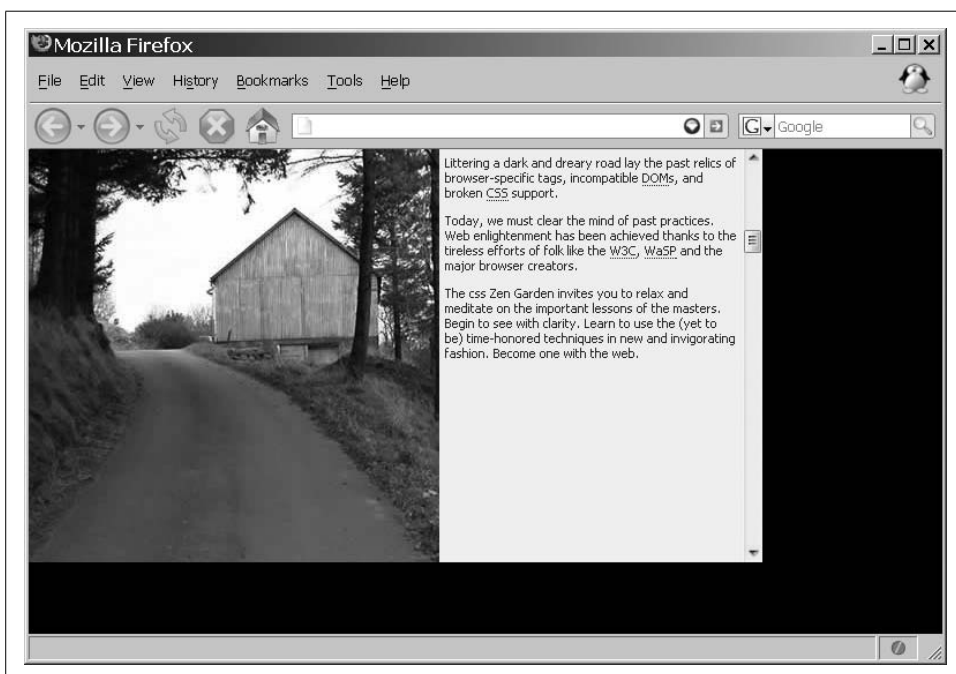 Mozilla Firefox
File Edit View History Bookmarks Tools Help
G Google
Littering a dark and dreary road lay the past relics of
browser-specific tags, incompatible DOMs, and
broken CSS support.
Today, we must clear the mind of past practices.
Web enlightenment has been achieved thanks to the
tireless efforts of folk like the W3C, WaSP and the
major browser creators.
The css Zen Garden invites you to relax and
meditate on the important lessons of the masters.
Begin to see with clarity. Learn to use the (yet to
be) time-honored techniques in new and invigorating
fashion. Become one with the web.